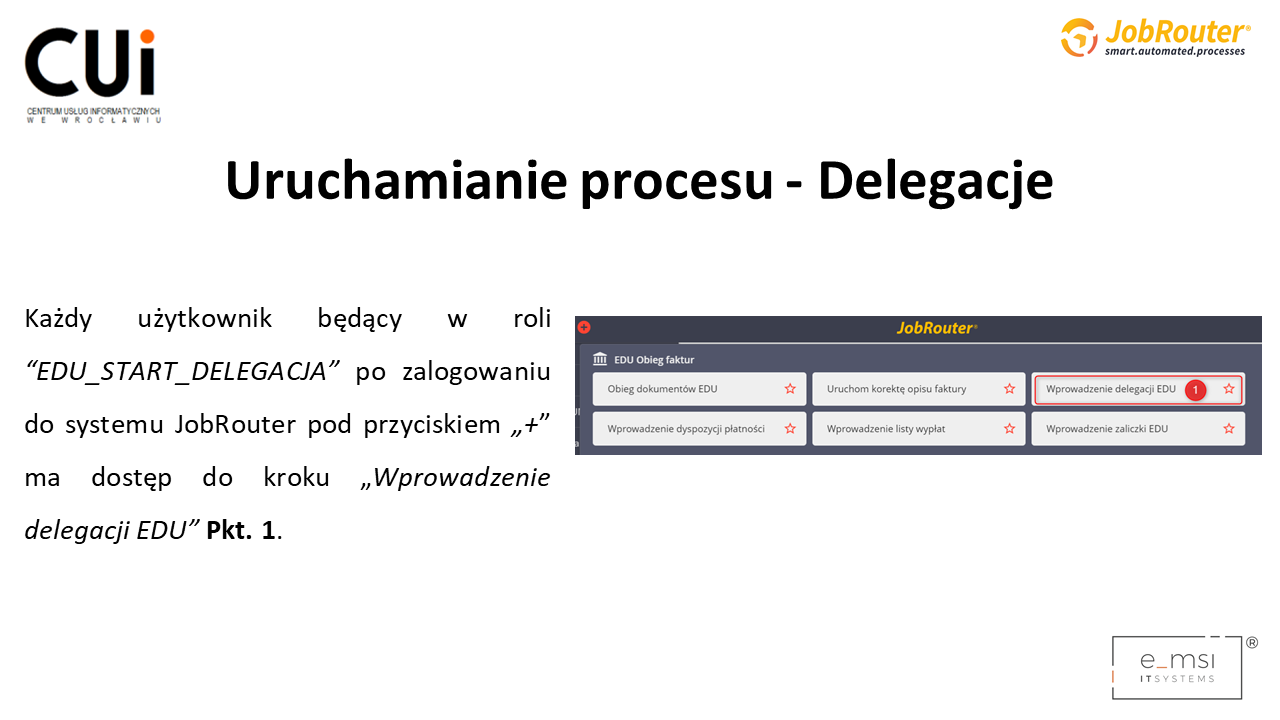 CUi
CENTRUM USŁUG INFORMATYCZNYCH
WE WROCŁAWIU
JobRouter®
smart.automated.processes
Uruchamianie procesu - Delegacje
Każdy użytkownik będący w roli
“EDU_START_DELEGACJA” po zalogowaniu
do systemu JobRouter pod przyciskiem „+”
ma dostęp do kroku „Wprowadzenie
delegacji EDU” Pkt. 1.
JobRouter®
EDU Obieg faktur
Obieg dokumentów EDU
Uruchom korektę opisu faktury
Wprowadzenie delegacji EDU 1
Wprowadzenie dyspozycji płatności
Wprowadzenie listy wypłat
Wprowadzenie zaliczki EDU
e_msi ®
ITSYSTEMS